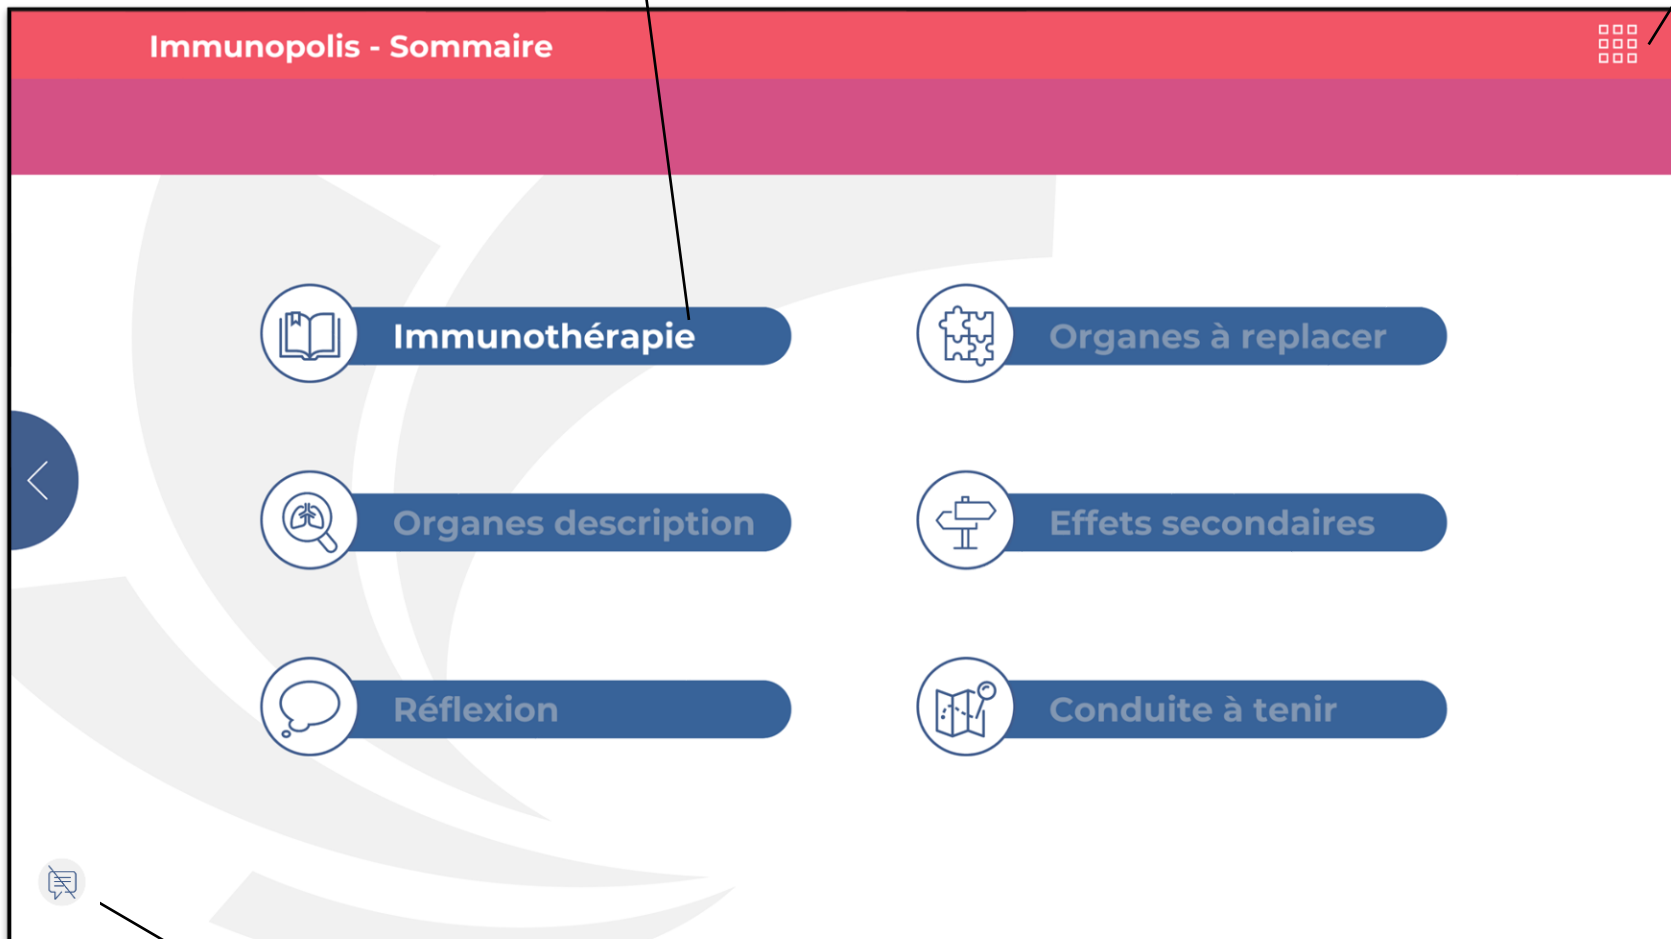 Immunopolis - Sommaire
Immunothérapie
Organes à replacer
Organes description
Effets secondaires
Réflexion
Conduite à tenir